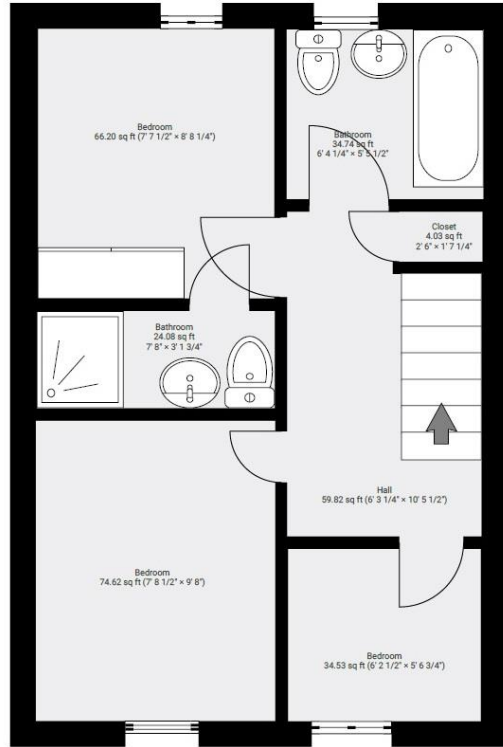 Bedroom
66.20 sq ft (7' 7 1/2" × 8' 8 1/4")
Bathroom
34.74 sq ft
6' 4 1/4" × 5' 5 1/2"
Closet
4.03 sq ft
2' 6" × 1' 7 1/4"
Bathroom
24.08 sq ft
7' 8" × 3' 1 3/4"
Hall
59.82 sq ft (6' 3 1/4" × 10' 5 1/2")
Bedroom
74.62 sq ft (7' 8 1/2" × 9' 8")
Bedroom
34.53 sq ft (6' 2 1/2" × 5' 6 3/4")